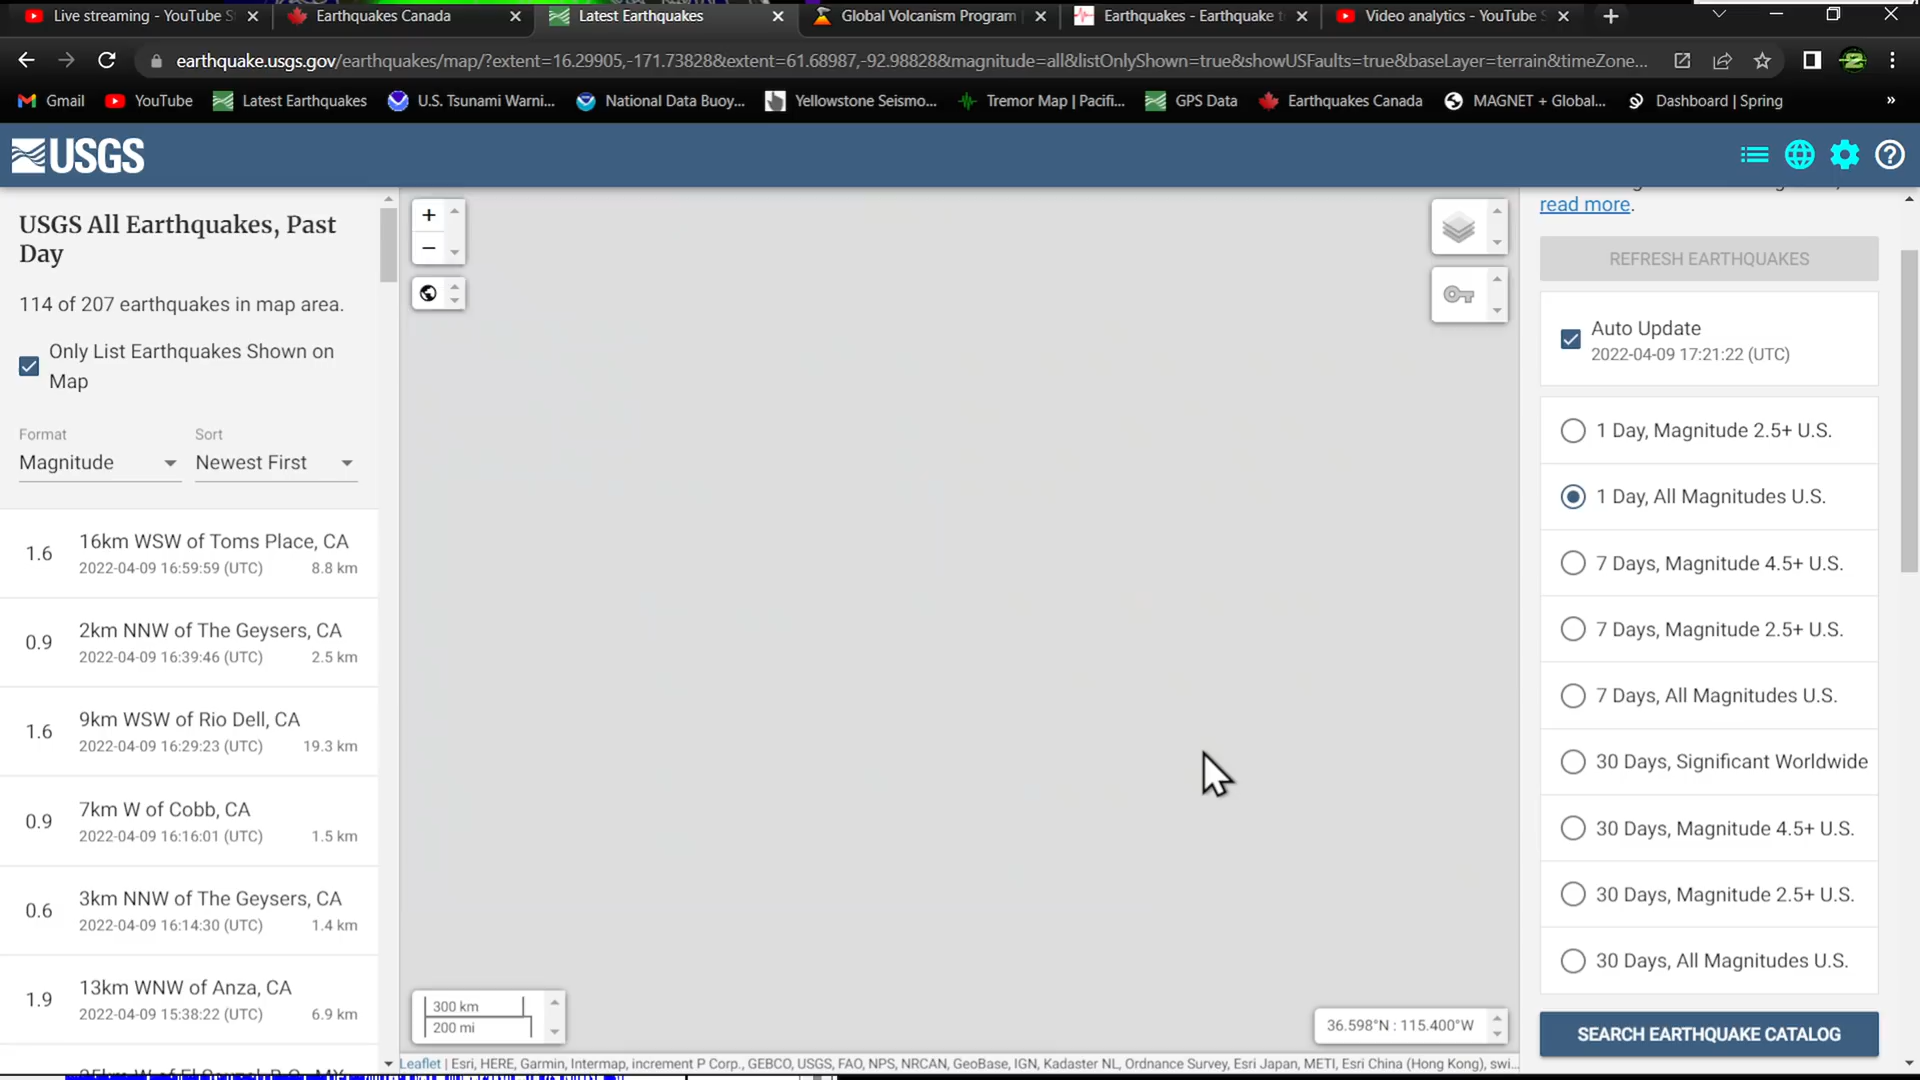 Live streaming - YouTube S
Earthquakes Canada
Latest Earthquakes
Global Volcanism Program
Earthquakes - Earthquake t
Video analytics - YouTube S
earthquake.usgs.gov/earthquakes/map/?extent=16.29905,-171.73828&extent=61.68987,-92.98828&magnitude=all&listOnlyShown=true&showUSFaults=true&baseLayer=terrain&timeZone...
Gmail
YouTube
Latest Earthquakes
U.S. Tsunami Warni...
National Data Buoy...
Yellowstone Seismo...
Tremor Map | Pacifi...
GPS Data
Earthquakes Canada
MAGNET + Global...
Dashboard | Spring
»
USGS
USGS All Earthquakes, Past
Day
114 of 207 earthquakes in map area.
Only List Earthquakes Shown on
Map
Format
Sort
Magnitude
Newest First
1.6
16km WSW of Toms Place, CA
2022-04-09 16:59:59 (UTC)
8.8 km
0.9
2km NNW of The Geysers, CA
2022-04-09 16:39:46 (UTC)
2.5 km
1.6
9km WSW of Rio Dell, CA
2022-04-09 16:29:23 (UTC)
19.3 km
0.9
7km W of Cobb, CA
2022-04-09 16:16:01 (UTC)
1.5 km
0.6
3km NNW of The Geysers, CA
2022-04-09 16:14:30 (UTC)
1.4 km
1.9
13km WNW of Anza, CA
2022-04-09 15:38:22 (UTC)
6.9 km
+
−
300 km
200 mi
36.598°N : 115.400°W
Leaflet | Esri, HERE, Garmin, Intermap, increment P Corp., GEBCO, USGS, FAO, NPS, NRCAN, GeoBase, IGN, Kadaster NL, Ordnance Survey, Esri Japan, METI, Esri China (Hong Kong), swi...
read more.
REFRESH EARTHQUAKES
Auto Update
2022-04-09 17:21:22 (UTC)
1 Day, Magnitude 2.5+ U.S.
1 Day, All Magnitudes U.S.
7 Days, Magnitude 4.5+ U.S.
7 Days, Magnitude 2.5+ U.S.
7 Days, All Magnitudes U.S.
30 Days, Significant Worldwide
30 Days, Magnitude 4.5+ U.S.
30 Days, Magnitude 2.5+ U.S.
30 Days, All Magnitudes U.S.
SEARCH EARTHQUAKE CATALOG